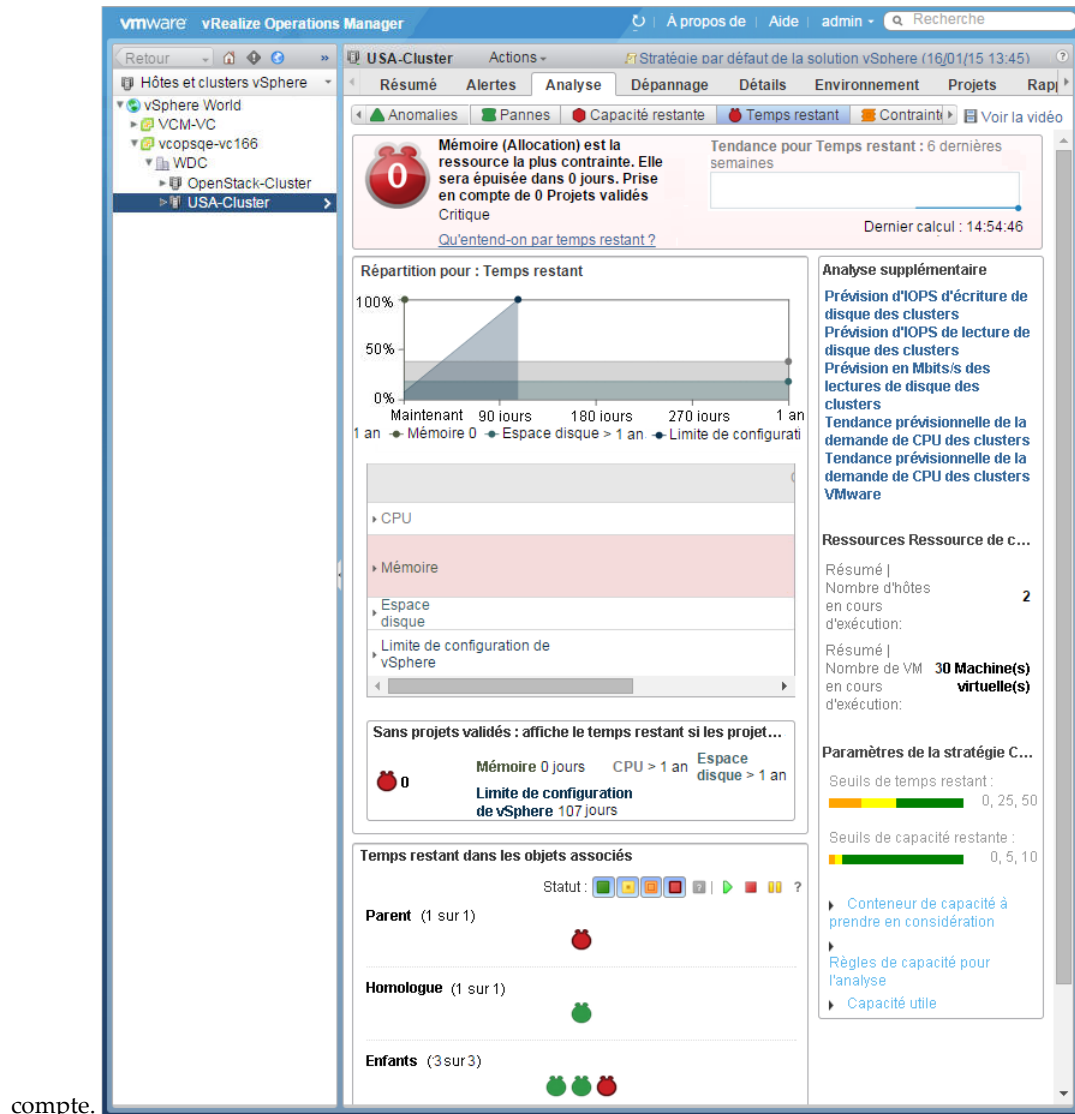 vmware vRealize Operations Manager
À propos de
Aide
admin
Recherche
Retour
»
Hôtes et clusters vSphere
vSphere World
VCM-VC
vcopsqe-vc166
WDC
OpenStack-Cluster
USA-Cluster
USA-Cluster
Actions
Stratégie par défaut de la solution vSphere (16/01/15 13:45)
?
Résumé
Alertes
Analyse
Dépannage
Détails
Environnement
Projets
Rapp
Anomalies
Pannes
Capacité restante
Temps restant
Contraint
Voir la vidéo
0
Mémoire (Allocation) est la
ressource la plus contrainte. Elle
sera épuisée dans 0 jours. Prise
en compte de 0 Projets validés
Critique
Qu'entend-on par temps restant ?
Tendance pour Temps restant : 6 dernières
semaines
Dernier calcul : 14:54:46
Répartition pour : Temps restant
100%
50%
0%
Maintenant 90 jours 180 jours 270 jours 1 an
1 an Mémoire 0 Espace disque > 1 an Limite de configurati
CPU
Mémoire
Espace
disque
Limite de configuration de
vSphere
Sans projets validés : affiche le temps restant si les projet...
0
Mémoire 0 jours
CPU > 1 an
Espace
disque > 1 an
Limite de configuration
de vSphere 107 jours
Temps restant dans les objets associés
Statut :
?
?
Parent (1 sur 1)
Homologue (1 sur 1)
Enfants (3 sur 3)
Analyse supplémentaire
Prévision d'IOPS d'écriture de
disque des clusters
Prévision d'IOPS de lecture de
disque des clusters
Prévision en Mbits/s des
lectures de disque des
clusters
Tendance prévisionnelle de la
demande de CPU des clusters
Tendance prévisionnelle de la
demande de CPU des clusters
VMware
Ressources Ressource de c...
Résumé |
Nombre d'hôtes
en cours
d'exécution:
2
Résumé |
Nombre de VM
en cours
d'exécution:
30 Machine(s)
virtuelle(s)
Paramètres de la stratégie C...
Seuils de temps restant :
0, 25, 50
Seuils de capacité restante :
0, 5, 10
Conteneur de capacité à
prendre en considération
Règles de capacité pour
l'analyse
Capacité utile
compte.